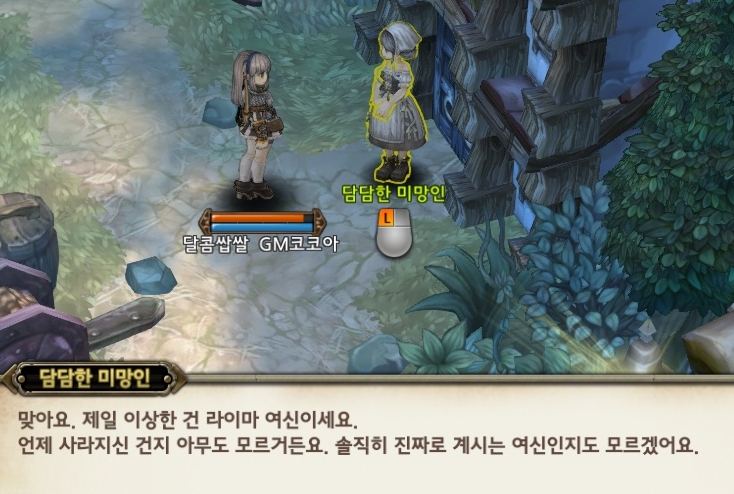 담담한 미망인
L
달콤쌉쌀 GM코코아
담담한 미망인
맞아요. 제일 이상한 건 라이마 여신이세요.
언제 사라지신 건지 아무도 모르거든요. 솔직히 진짜로 계시는 여신인지도 모르겠어요.